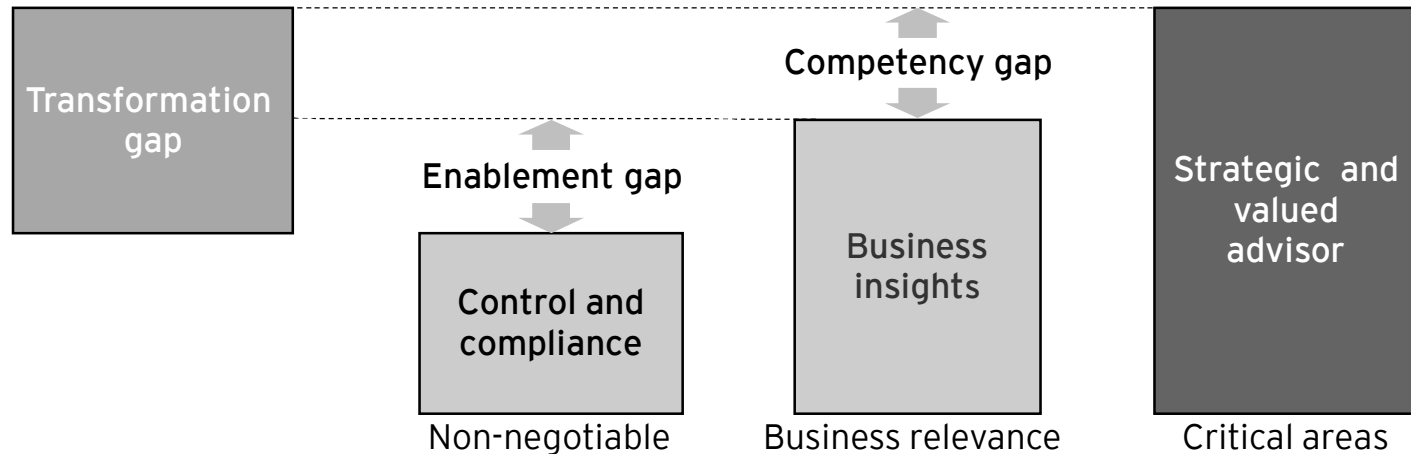 Transformation
gap
Enablement gap
Control and
compliance
Non-negotiable
Competency gap
Business
insights
Business relevance
Strategic and
valued
advisor
Critical areas